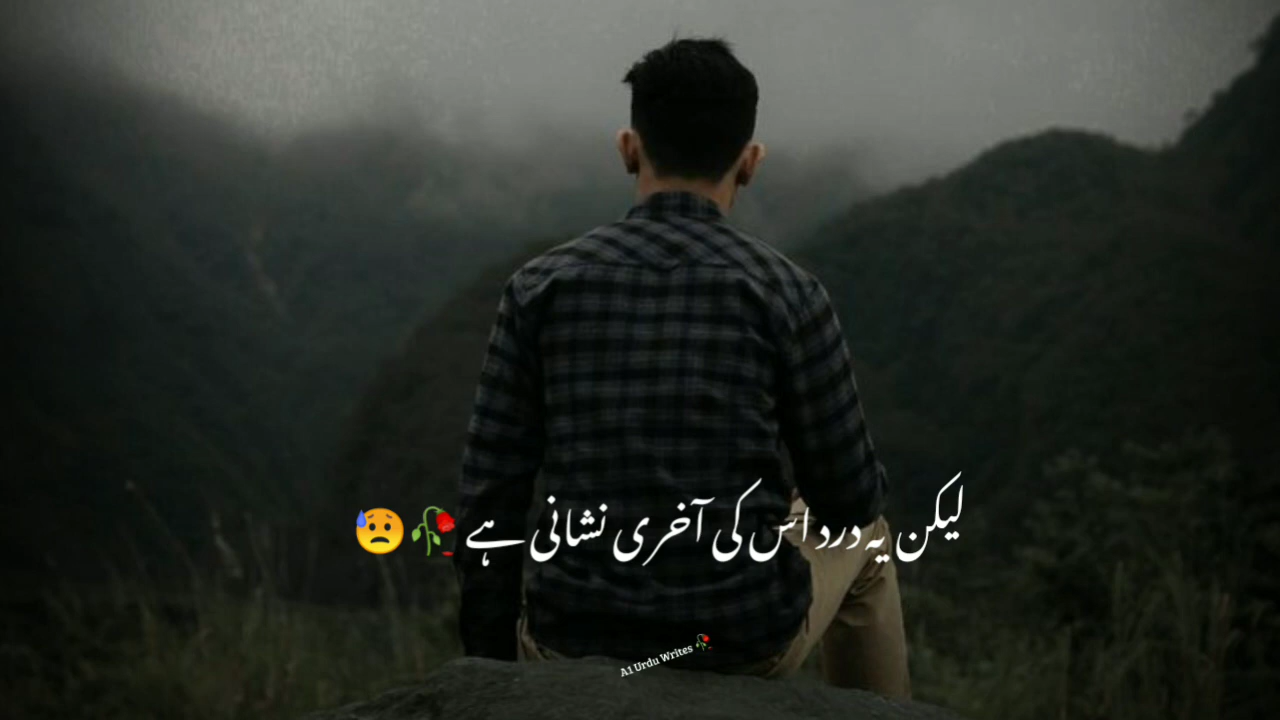 لیکن یہ درد اس کی آخری نشانی ہے 🥀😥
A1 Urdu Writes 🥀